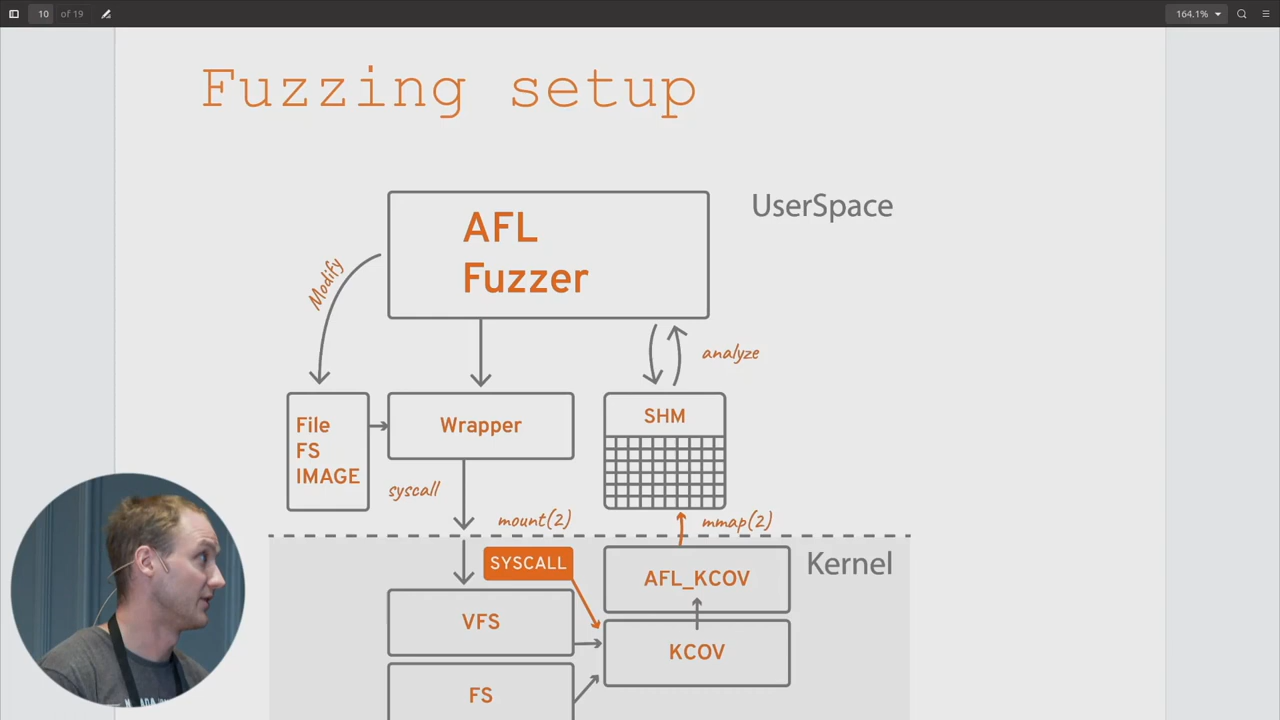 10 of 19
164.1%
Fuzzing setup
UserSpace
AFL
Fuzzer
Modify
analyze
File
FS
IMAGE
Wrapper
SHM
syscall
mount(2)
mmap(2)
SYSCALL
AFL_KCOV
Kernel
VFS
KCOV
FS